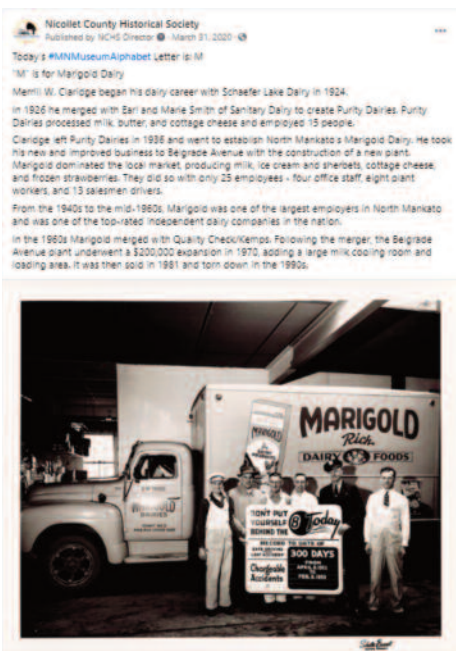 Nicollet County Historical Society
Published by NCHS Director · March 31, 2020 ·
Today's #MNMuseumAlphabet Letter is: M
"M" is for Marigold Dairy
Merrill W. Claridge began his dairy career with Schaefer Lake Dairy in 1924.
In 1926 he merged with Earl and Marie Smith of Sanitary Dairy to create Purity Dairies. Purity
Dairies processed milk, butter, and cottage cheese and employed 15 people.
Claridge left Purity Dairies in 1936 and went to establish North Mankato's Marigold Dairy. He took
his new and improved business to Belgrade Avenue with the construction of a new plant.
Marigold dominated the local market, producing milk, ice cream and sherbets, cottage cheese,
and frozen strawberries. They did so with only 25 employees - four office staff, eight plant
workers, and 13 salesmen drivers.
From the 1940s to the mid-1960s, Marigold was one of the largest employers in North Mankato
and was one of the top-rated independent dairy companies in the nation.
In the 1960s Marigold merged with Quality Check/Kemps. Following the merger, the Belgrade
Avenue plant underwent a $200,000 expansion in 1970, adding a large milk cooling room and
loading area. It was then sold in 1981 and torn down in the 1990s.
MARIGOLD
Rich
DAIRY FOODS
MARIGOLD
MARIGOLD
DAIRIES
DON'T PUT
YOURSELF
BEHIND THE
8 Today
RECORD TO DATE OF
300 DAYS
FROM
TO
Chargeable
Accidents